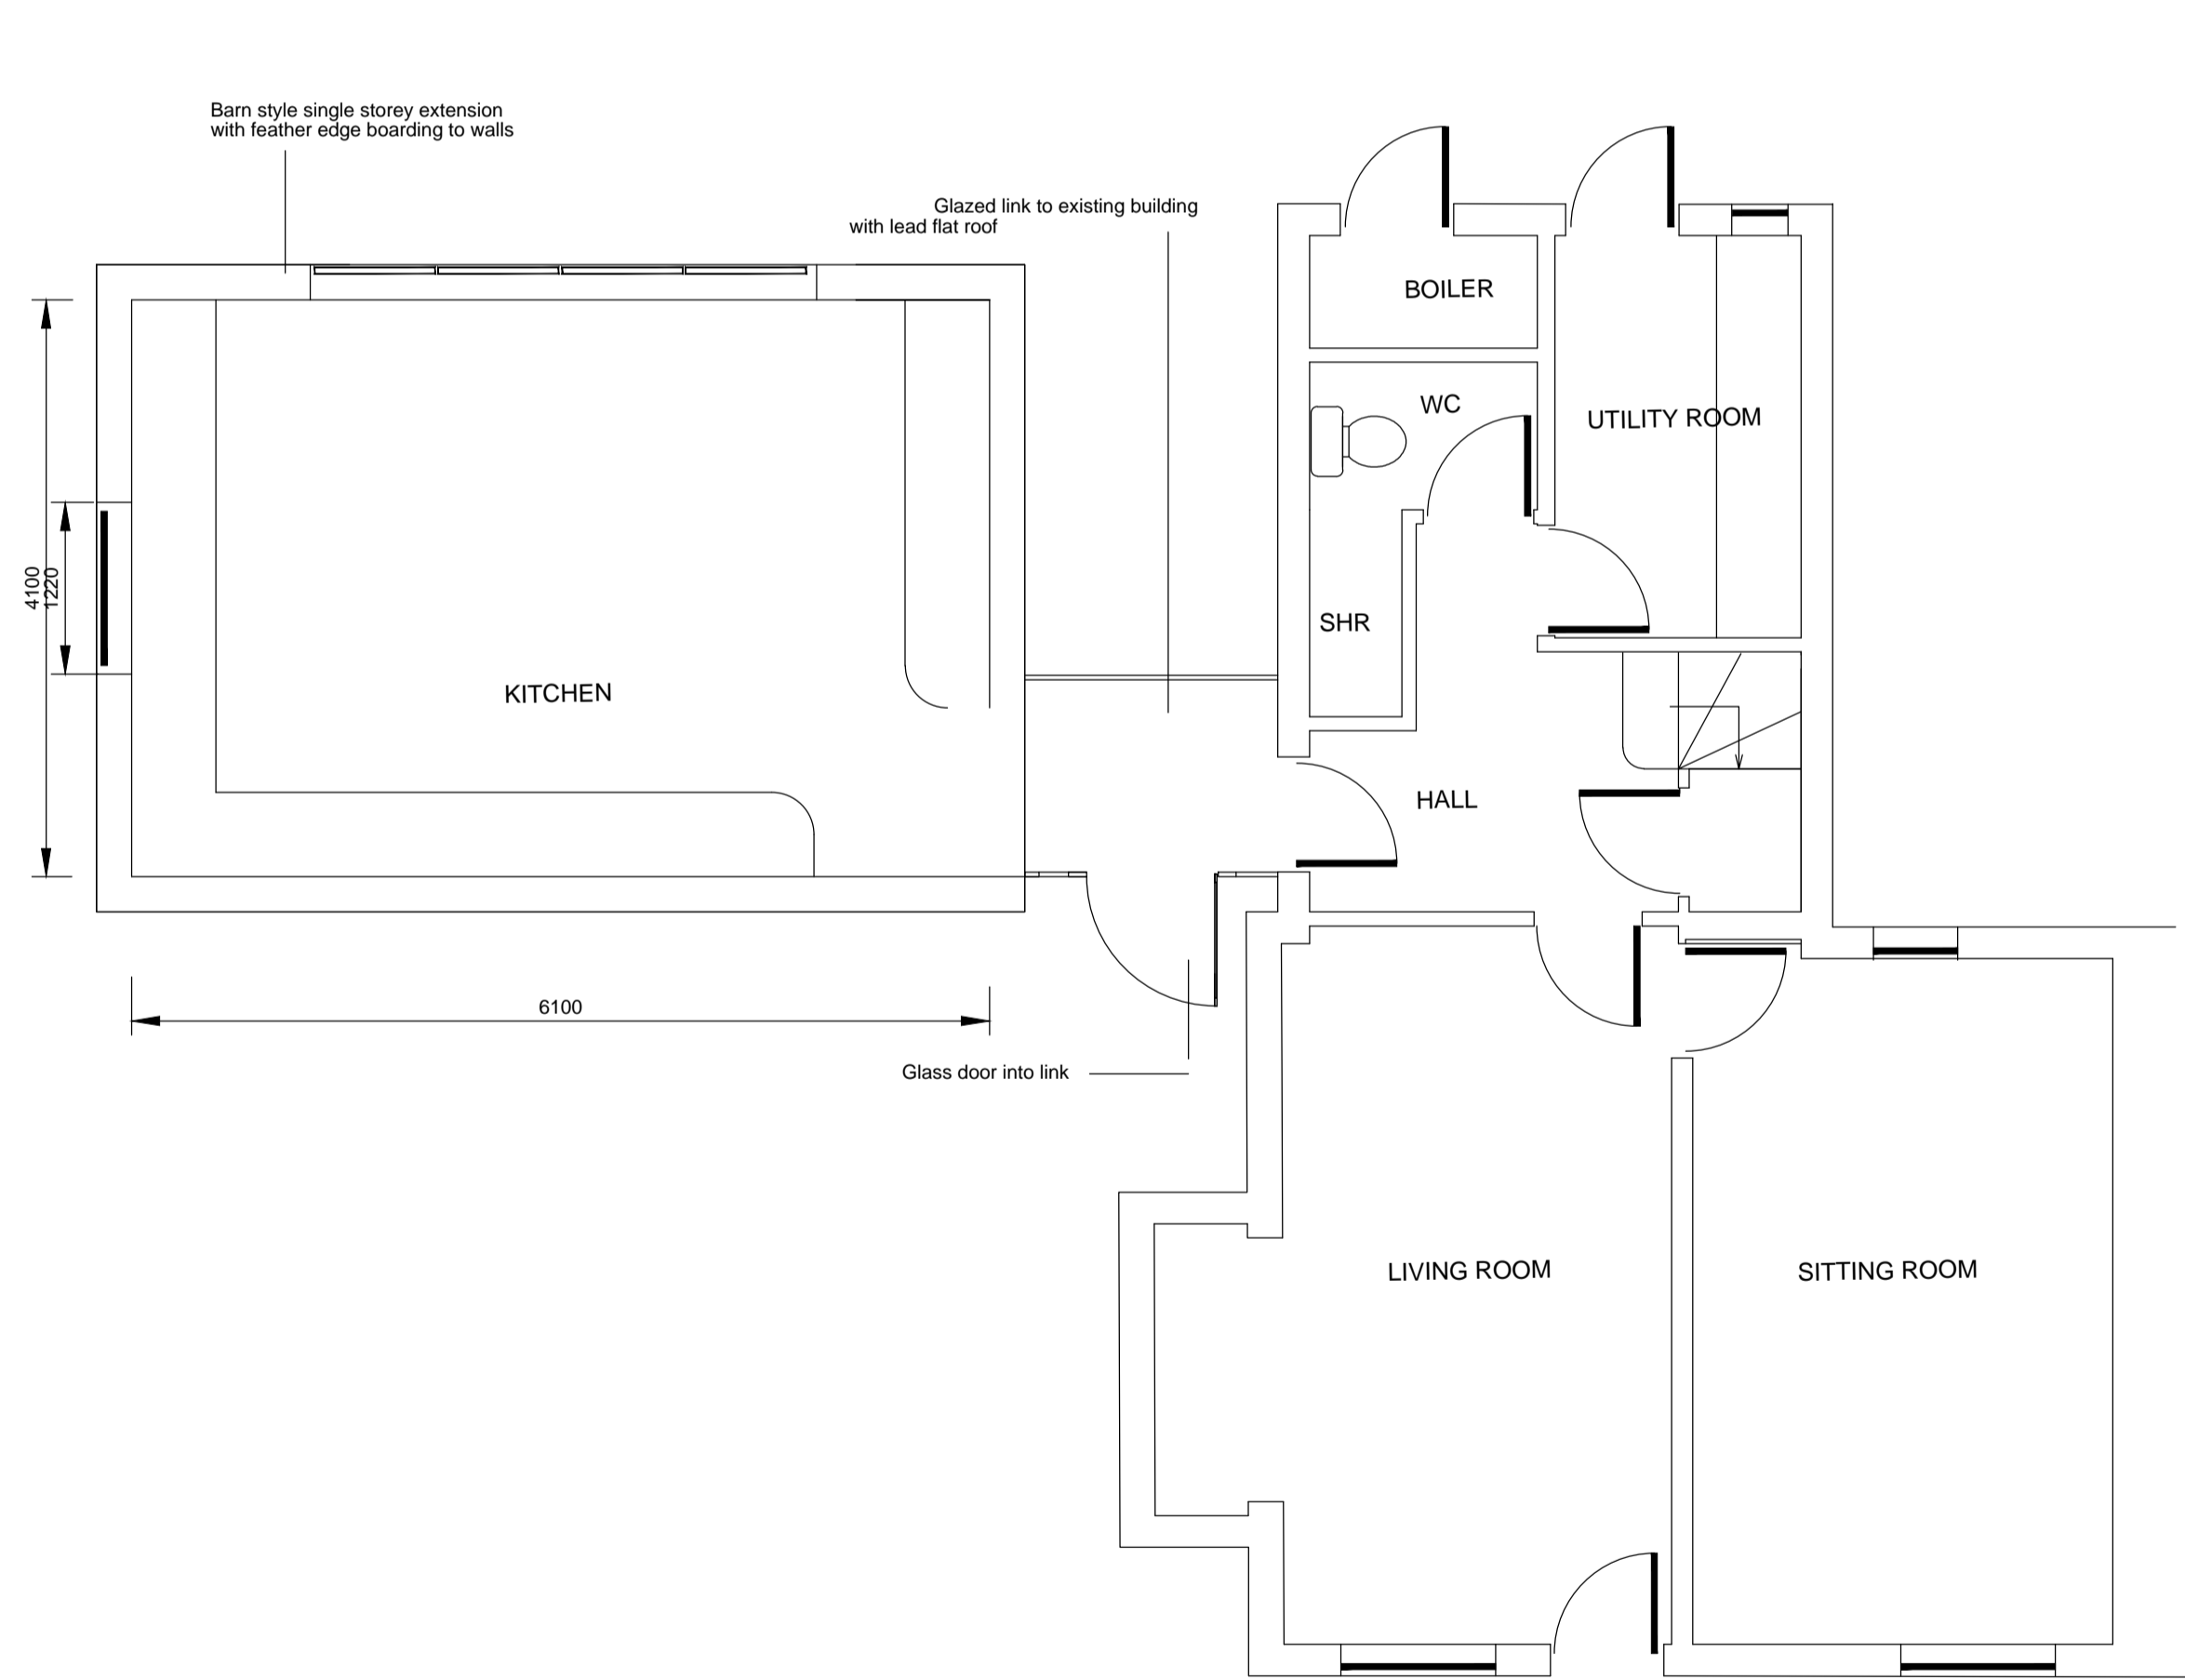 Barn style single storey extension
with feather edge boarding to walls
Glazed link to existing building
with lead flat roof
BOILER
WC
UTILITY ROOM
4100
1220
SHR
KITCHEN
HALL
6100
Glass door into link
LIVING ROOM
SITTING ROOM